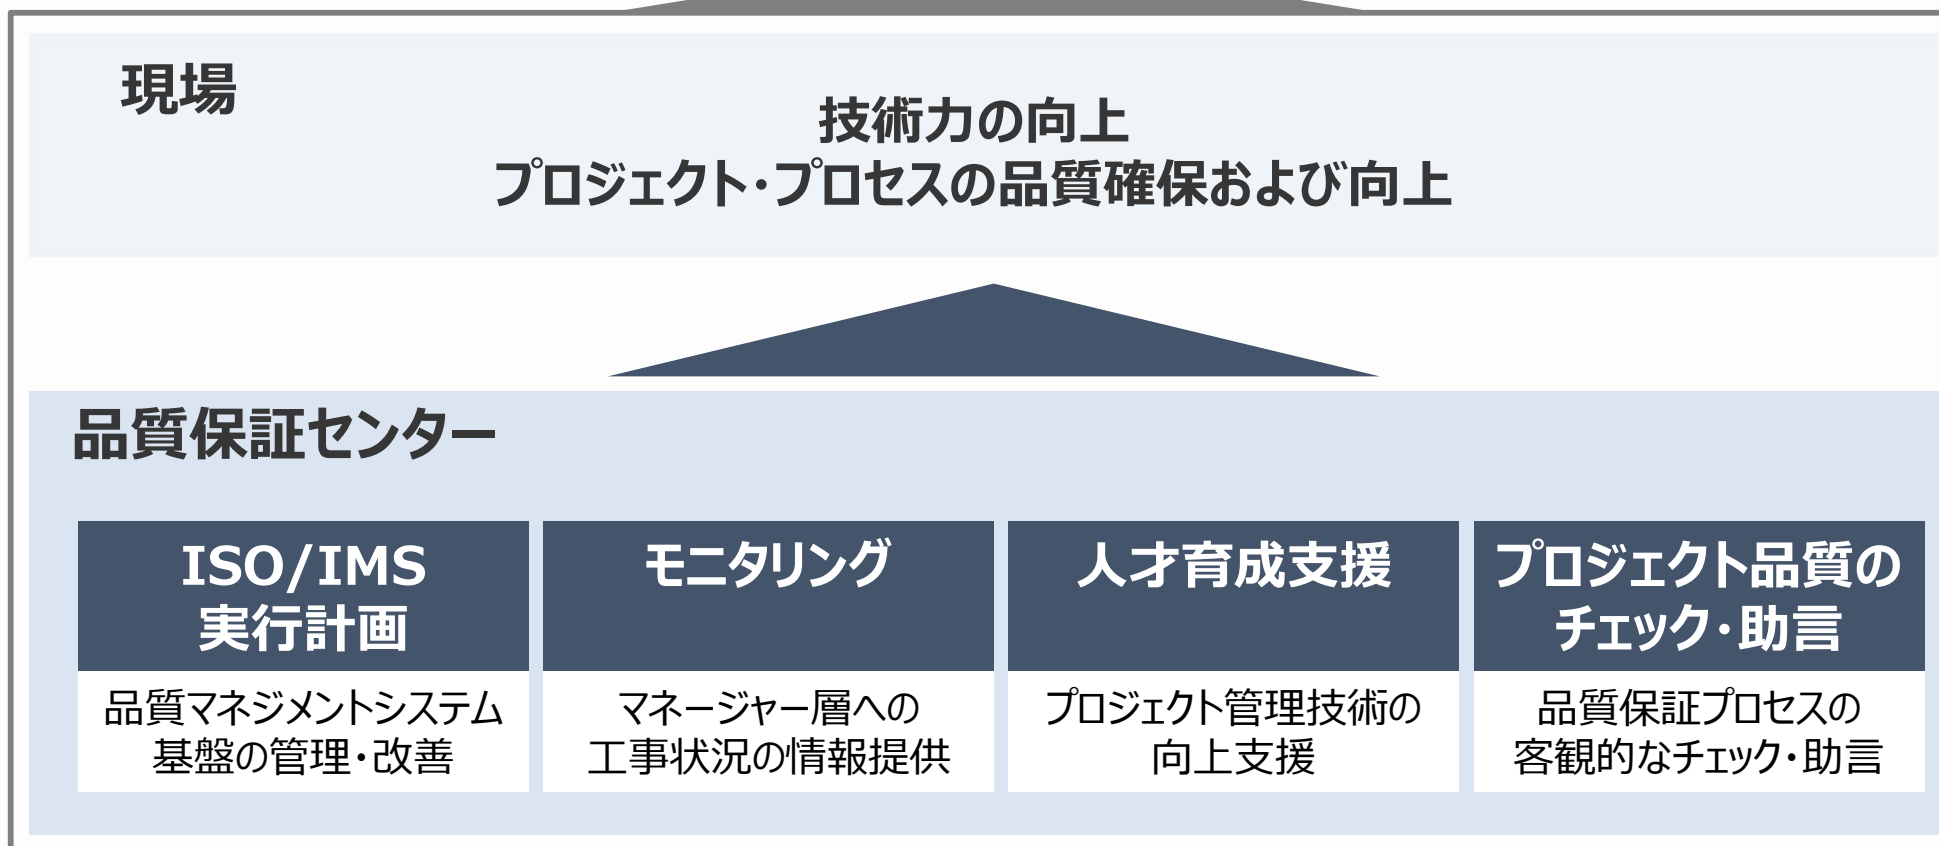 現場
技術力の向上
プロジェクト・プロセスの品質確保および向上
品質保証センター
ISO/IMS
実行計画
品質マネジメントシステム
基盤の管理・改善
モニタリング
マネージャー層への
工事状況の情報提供
人才育成支援
プロジェクト管理技術の
向上支援
プロジェクト品質の
チェック・助言
品質保証プロセスの
客観的なチェック・助言